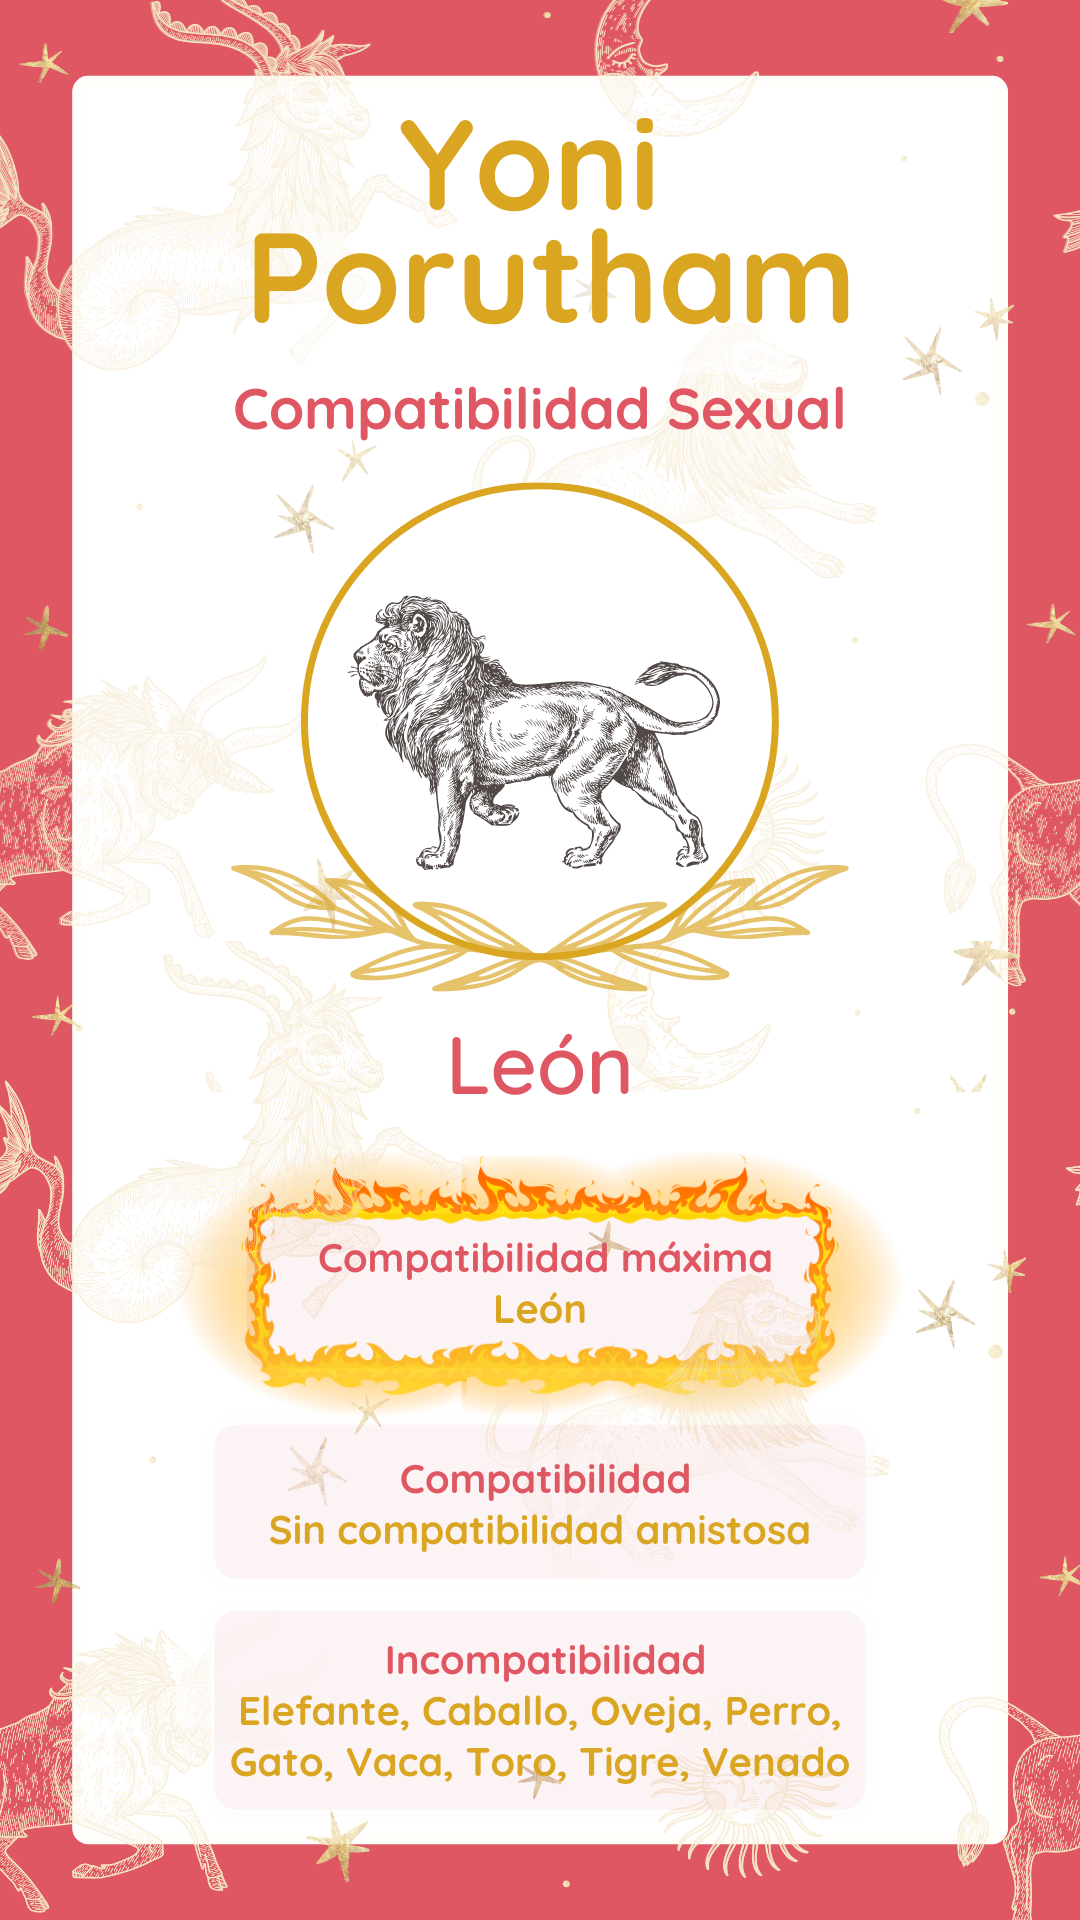 Yoni
Porutham
Compatibilidad Sexual
León
Compatibilidad máxima
León
Compatibilidad
Sin compatibilidad amistosa
Incompatibilidad
Elefante, Caballo, Oveja, Perro,
Gato, Vaca, Toro, Tigre, Venado